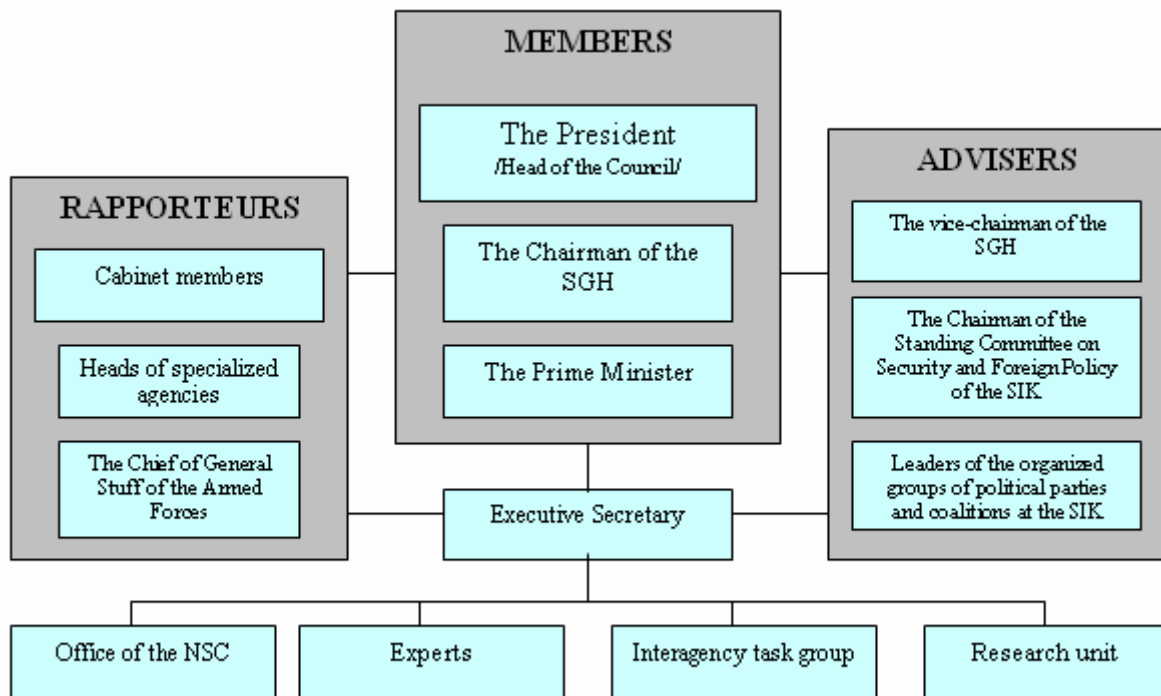 MEMBERS
The President
/Head of the Council/
The Chairman of the
SGH
The Prime Minister
RAPPORTEURS
Cabinet members
Heads of specialized
agencies
The Chief of General
Stuff of the Armed
Forces
ADVISERS
The vice-chairman of the
SGH
The Chairman of the
Standing Committee on
Security and Foreign Policy
of the SIK
Leaders of the organized
groups of political parties
and coalitions at the SIK
Executive Secretary
Office of the NSC
Experts
Interagency task group
Research unit